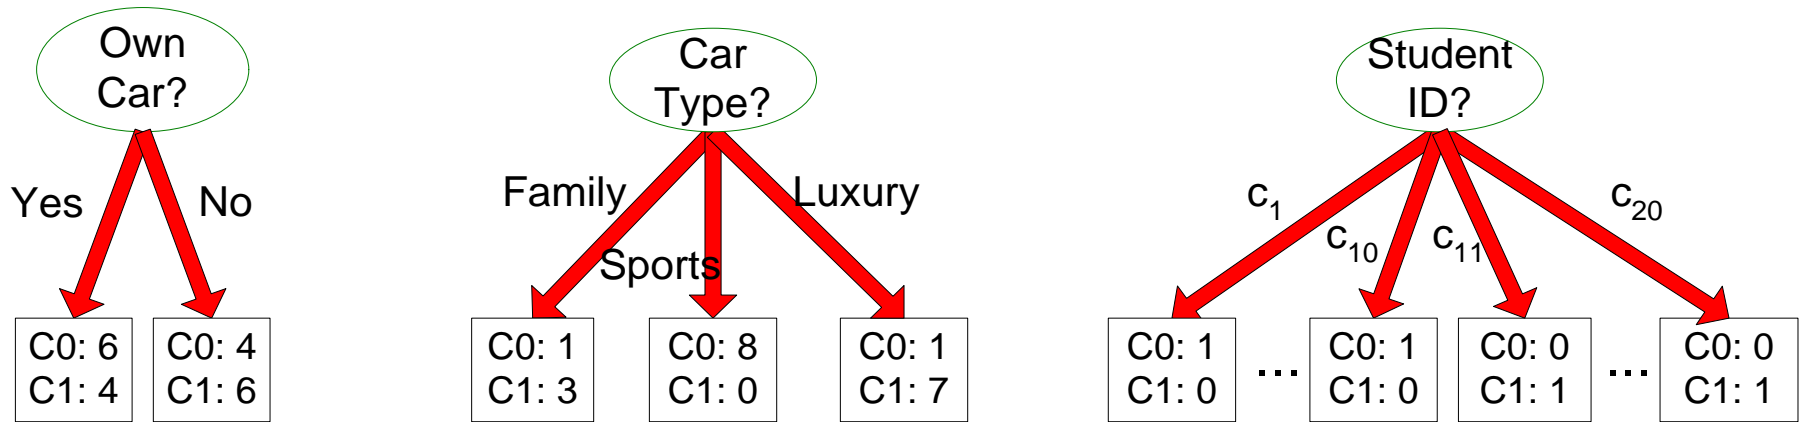 Own
Car?
Yes
No
C0: 6
C1: 4
C0: 4
C1: 6
Car
Type?
Family
Sports
Luxury
C0: 1
C1: 3
C0: 8
C1: 0
C0: 1
C1: 7
Student
ID?
c1
c10
c11
c20
C0: 1
C1: 0
...
C0: 1
C1: 0
C0: 0
C1: 1
...
C0: 0
C1: 1